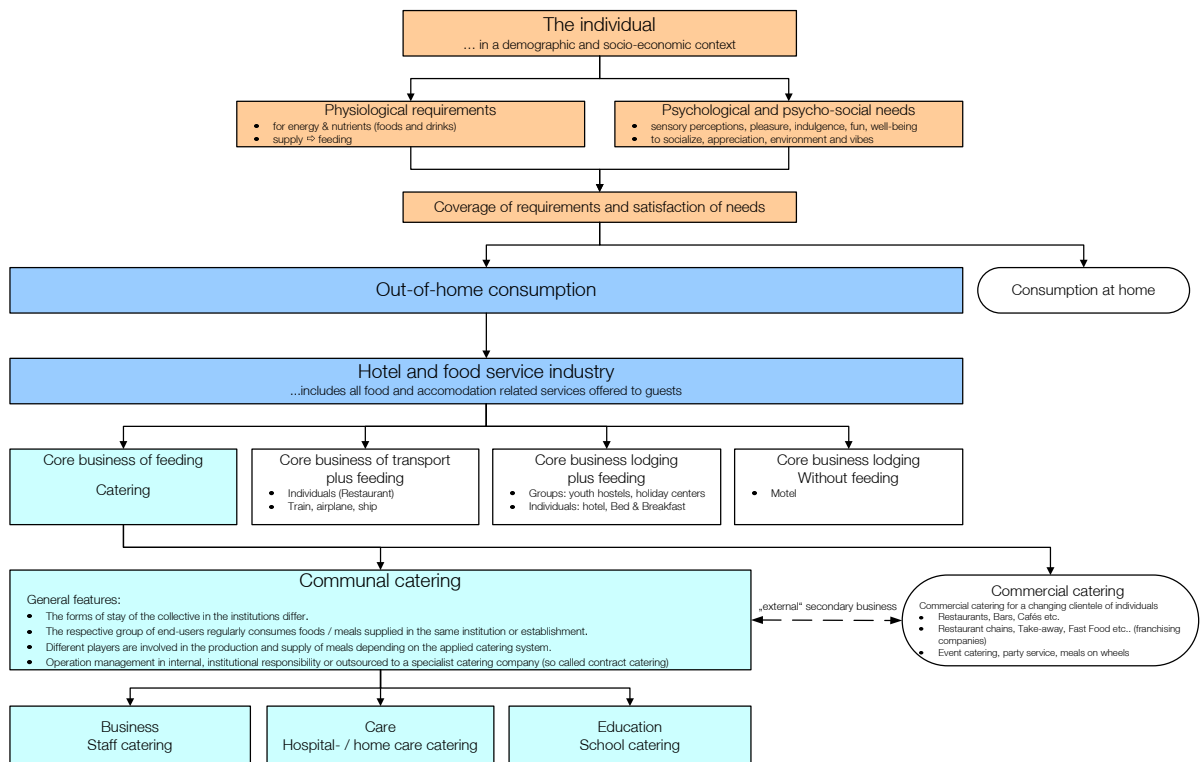 The individual
… in a demographic and socio-economic context
Physiological requirements
• for energy & nutrients (foods and drinks)
• supply ⇨ feeding
Psychological and psycho-social needs
• sensory perceptions, pleasure, indulgence, fun, well-being
• to socialize, appreciation, environment and vibes
Coverage of requirements and satisfaction of needs
Out-of-home consumption
Consumption at home
Hotel and food service industry
...includes all food and accomodation related services offered to guests
Core business of feeding
Catering
Core business of transport
plus feeding
• Individuals (Restaurant)
• Train, airplane, ship
Core business lodging
plus feeding
• Groups: youth hostels, holiday centers
• Individuals: hotel, Bed & Breakfast
Core business lodging
Without feeding
• Motel
Communal catering
General features:
• The forms of stay of the collective in the institutions differ.
• The respective group of end-users regularly consumes foods / meals supplied in the same institution or establishment.
• Different players are involved in the production and supply of meals depending on the applied catering system.
• Operation management in internal, institutional responsibility or outsourced to a specialist catering company (so called contract catering)
„external“ secondary business
Commercial catering
Commercial catering for a changing clientele of individuals
• Restaurants, Bars, Cafés etc.
• Restaurant chains, Take-away, Fast Food etc.. (franchising
companies)
• Event catering, party service, meals on wheels
Business
Staff catering
Care
Hospital- / home care catering
Education
School catering